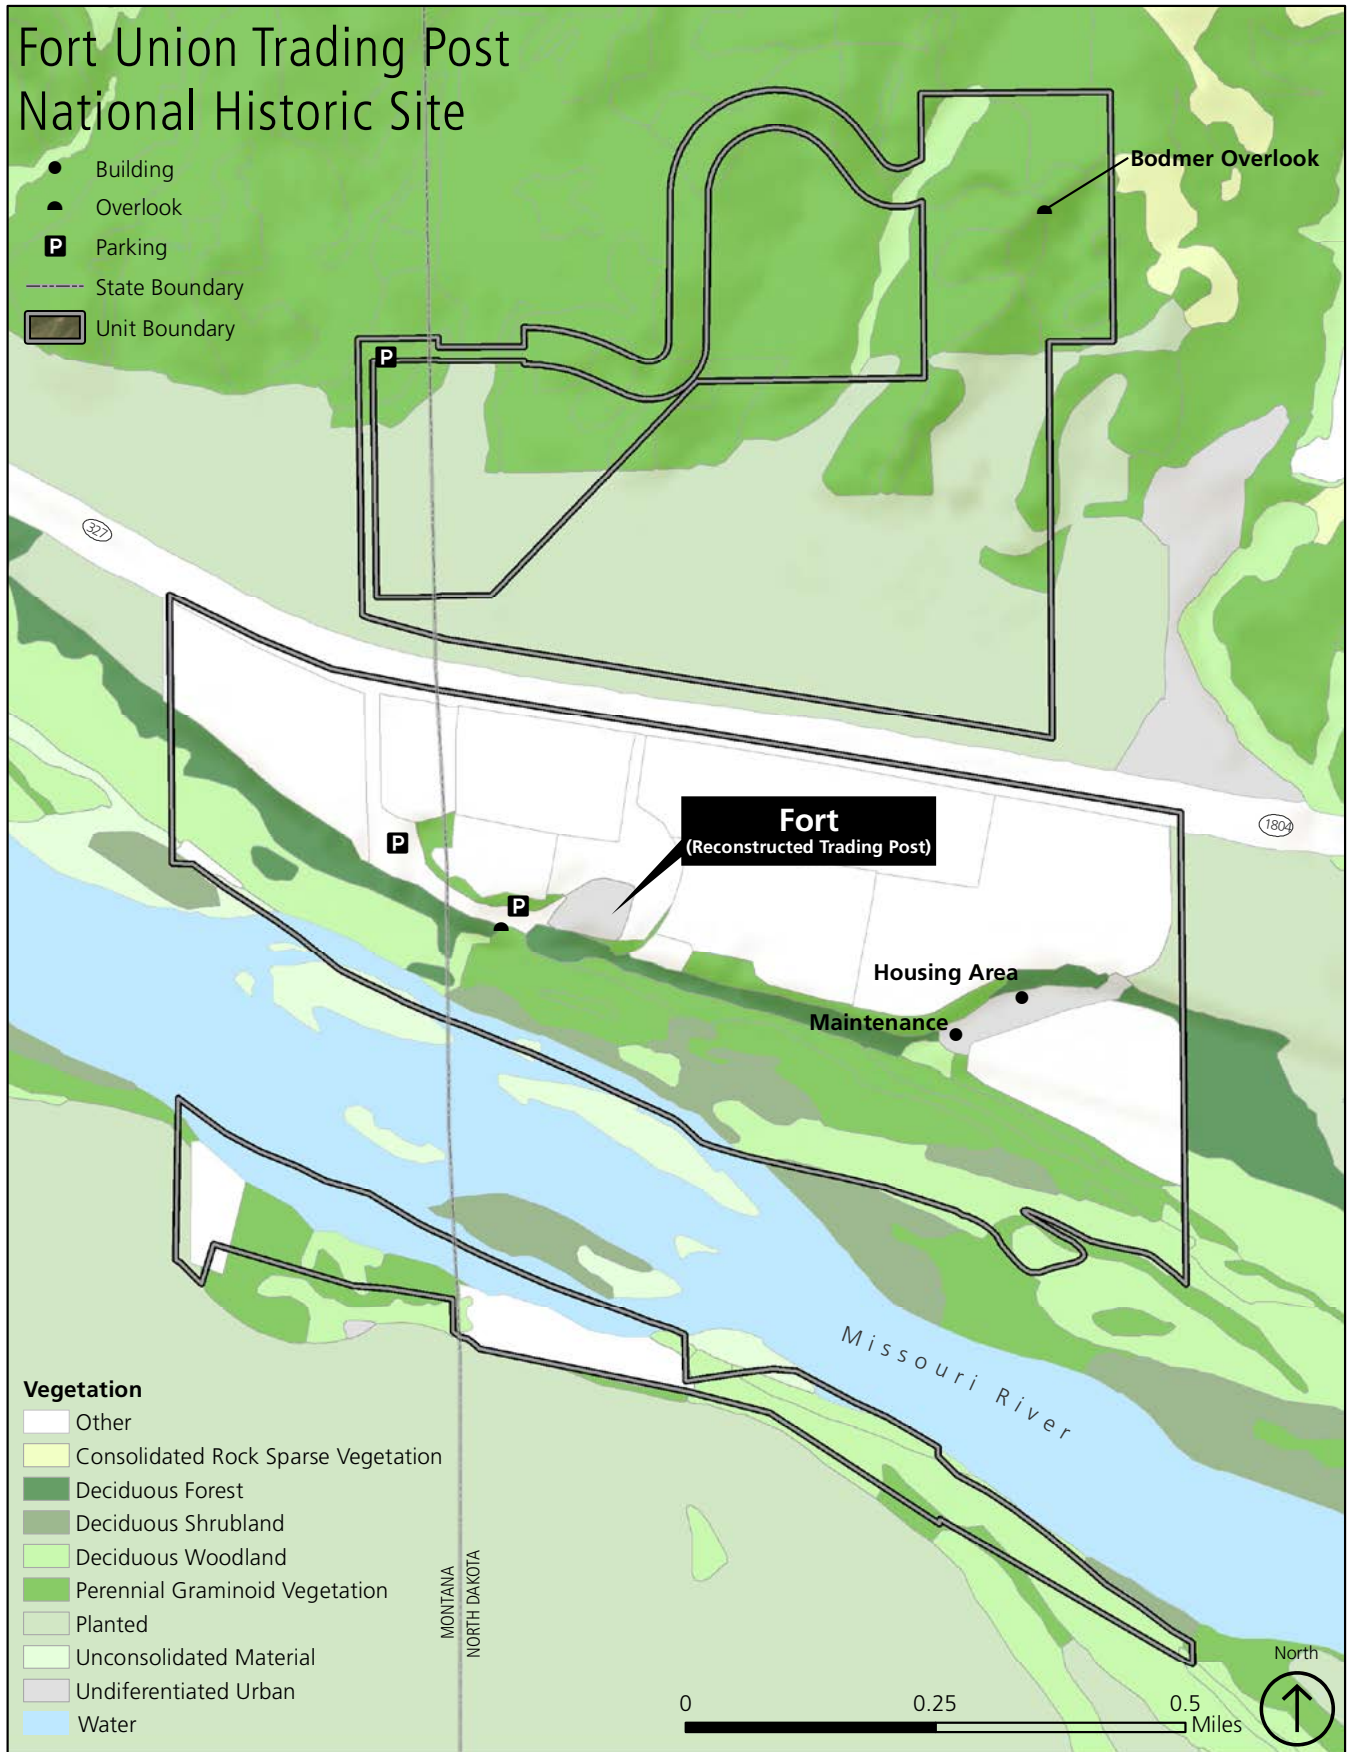 Fort Union Trading Post
National Historic Site
Building
Overlook
P Parking
State Boundary
Unit Boundary
Bodmer Overlook
P
327
1804
Fort
(Reconstructed Trading Post)
P
P
Housing Area
Maintenance
Missouri River
Vegetation
Other
Consolidated Rock Sparse Vegetation
Deciduous Forest
Deciduous Shrubland
Deciduous Woodland
Perennial Graminoid Vegetation
Planted
Unconsolidated Material
Undiferentiated Urban
Water
MONTANA
NORTH DAKOTA
0 0.25 0.5
Miles
North